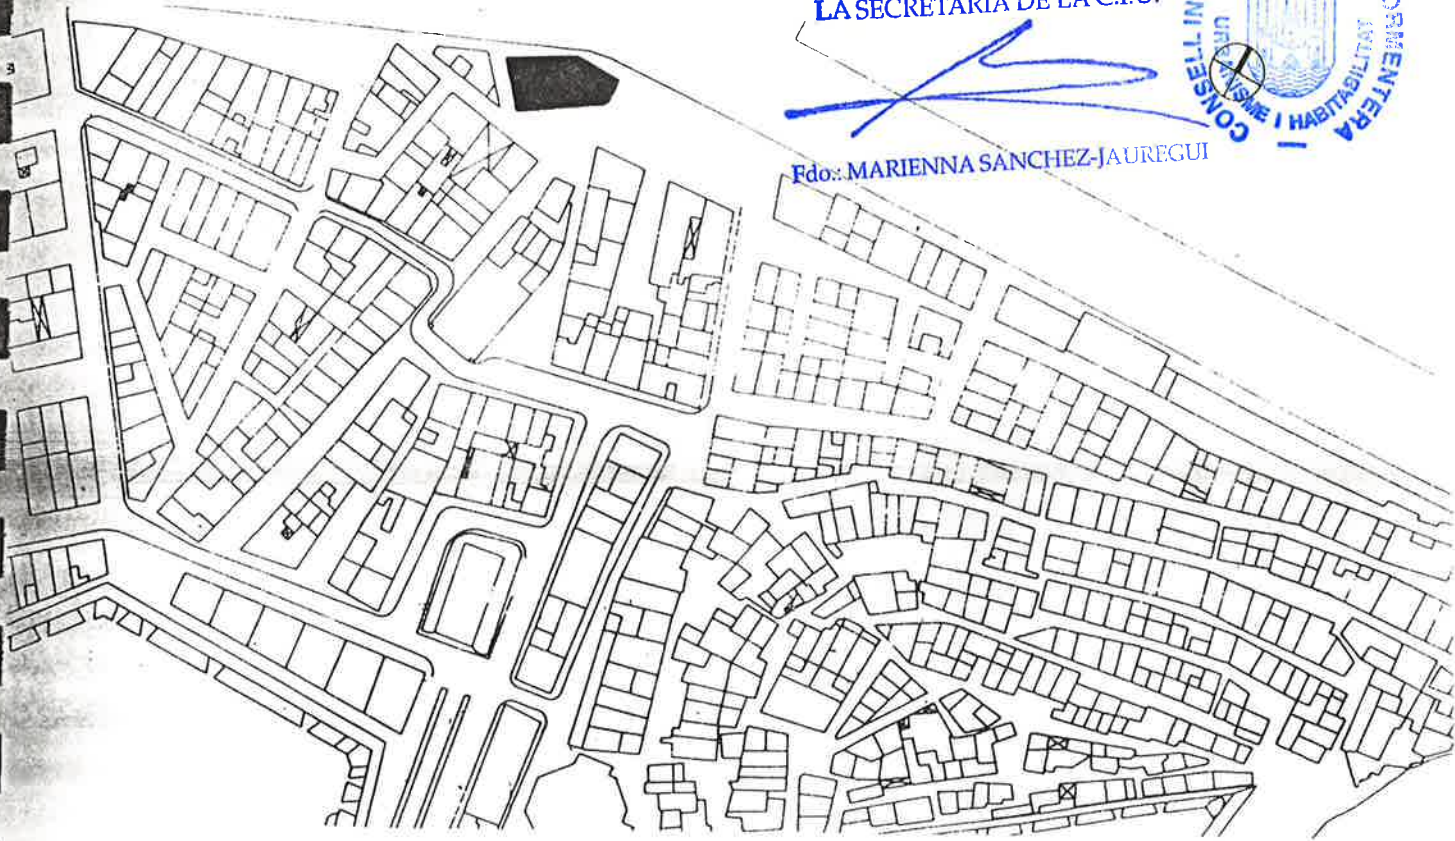 LA SECRETARIA DE LA C.I.U.
CONSELL IN
ORMENTERA
URBANISME I HABITABILITAT
Fdo.: MARIENNA SANCHEZ-JAUREGUI